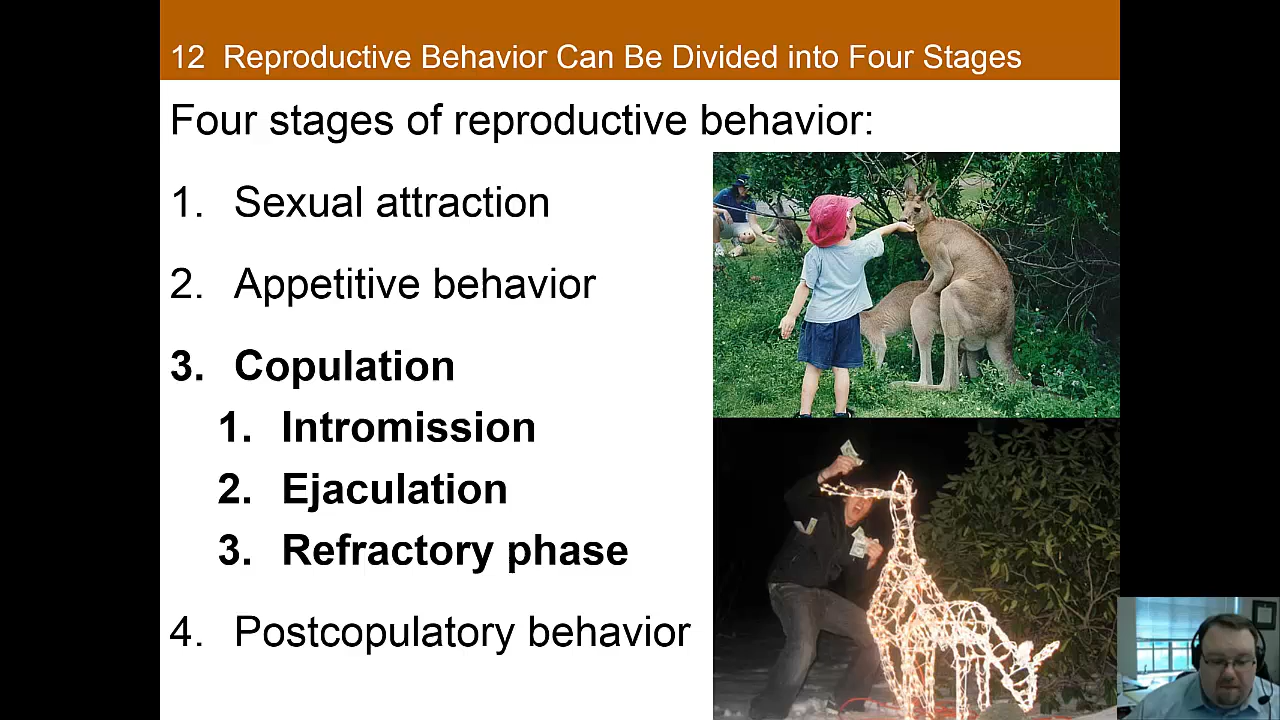 12 Reproductive Behavior Can Be Divided into Four Stages
Four stages of reproductive behavior:
1. Sexual attraction
2. Appetitive behavior
3. Copulation
1. Intromission
2. Ejaculation
3. Refractory phase
4. Postcopulatory behavior